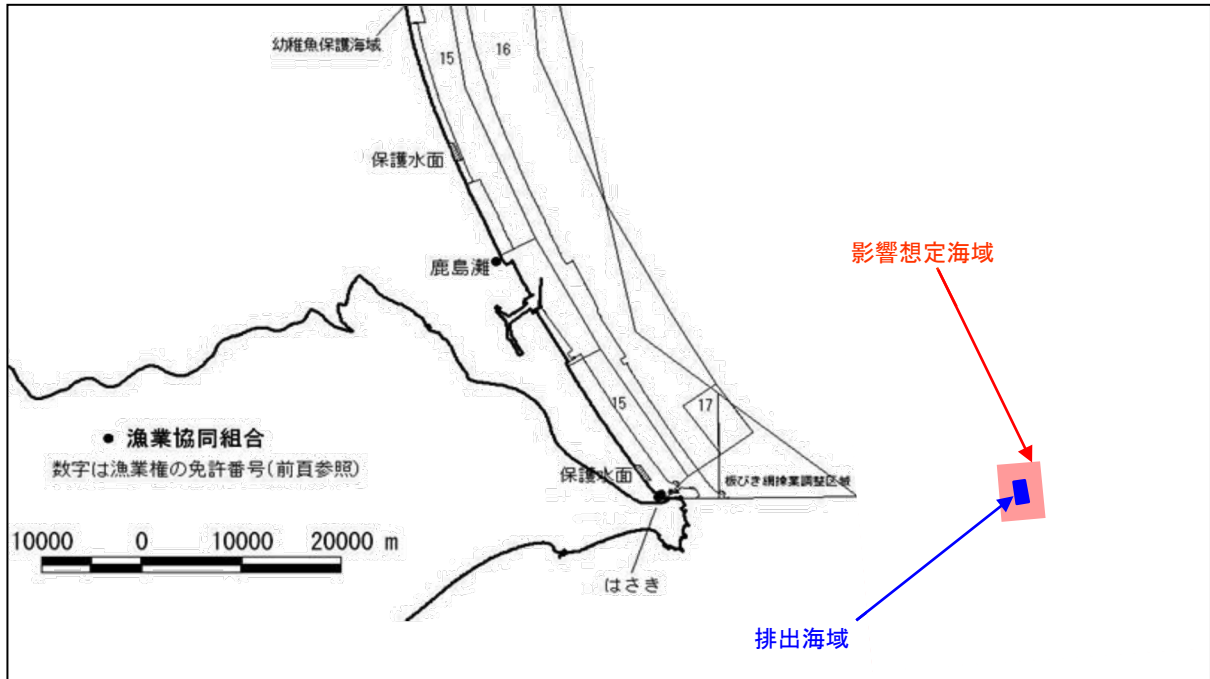 幼稚魚保護海域
15
16
保護水面
影響想定海域
鹿島灘
15
17
● 漁業協同組合
数字は漁業権の免許番号(前頁参照)
保護水面
板びき網操業調整区域
10000 0 10000 20000 m
はさき
排出海域